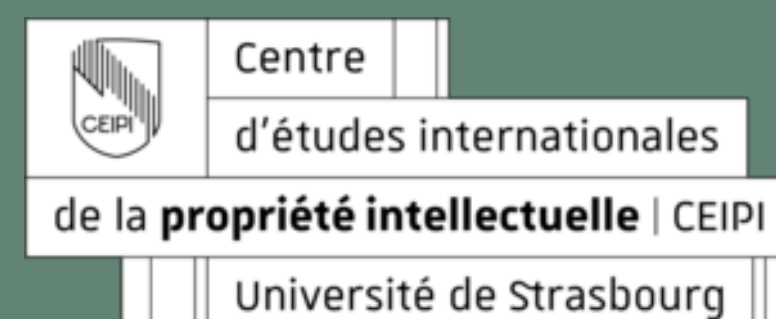 Centre
CEIPI
d'études internationales
de la propriété intellectuelle | CEIPI
Université de Strasbourg